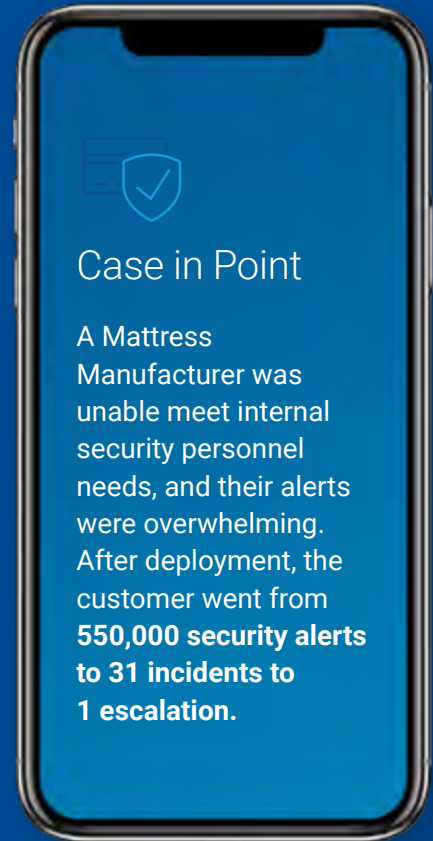 Case in Point
A Mattress
Manufacturer was
unable meet internal
security personnel
needs, and their alerts
were overwhelming.
After deployment, the
customer went from
550,000 security alerts
to 31 incidents to
1 escalation.